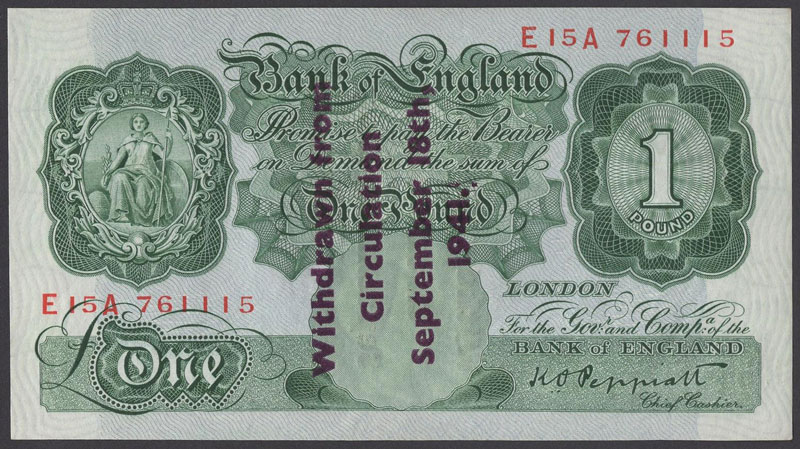 E15A 761115
Bank of England
Promise to pay the Bearer
on Demand the sum of
One Pound
1
POUND
Withdrawn from
Circulation
September 18th,
1941.
E15A 761115
£One
LONDON
For the Govr. and Compa. of the
BANK OF ENGLAND
K O Peppiatt
Chief Cashier.